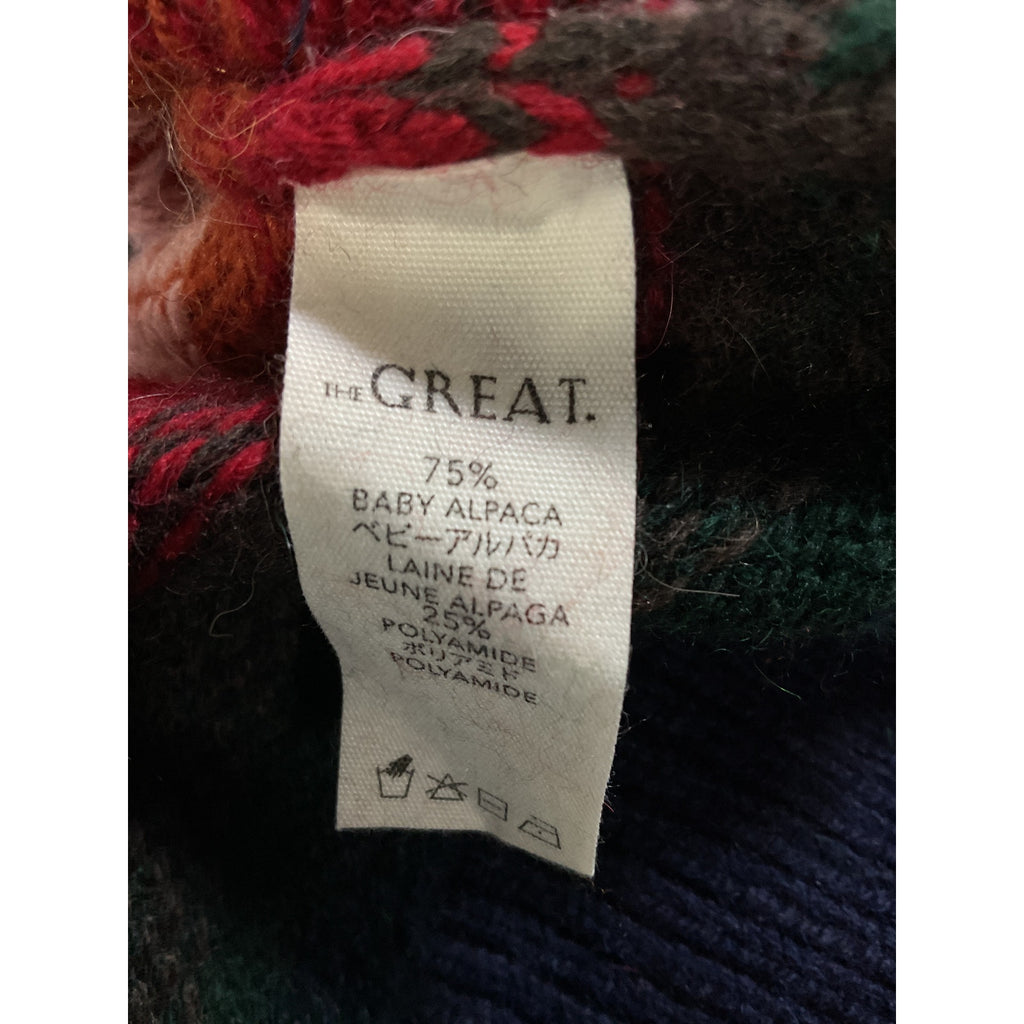 THE GREAT.
75%
BABY ALPACA
ベビーアルパカ
LAINE DE
JEUNE ALPAGA
25%
POLYAMIDE
ポリアミド
POLYAMIDE